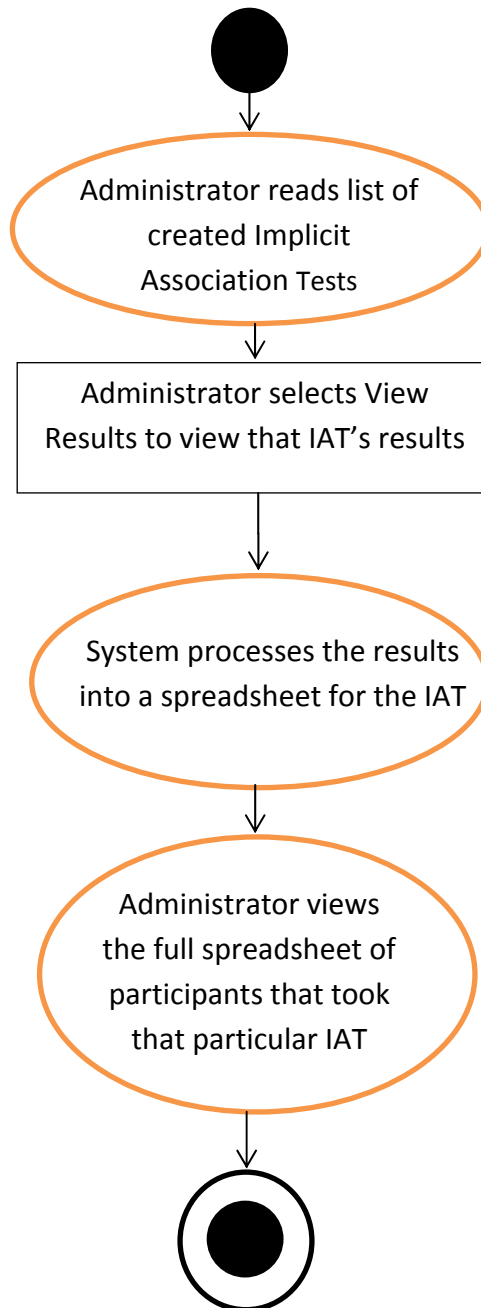 Administrator reads list of
created Implicit
Association Tests
Administrator selects View
Results to view that IAT’s results
System processes the results
into a spreadsheet for the IAT
Administrator views
the full spreadsheet of
participants that took
that particular IAT